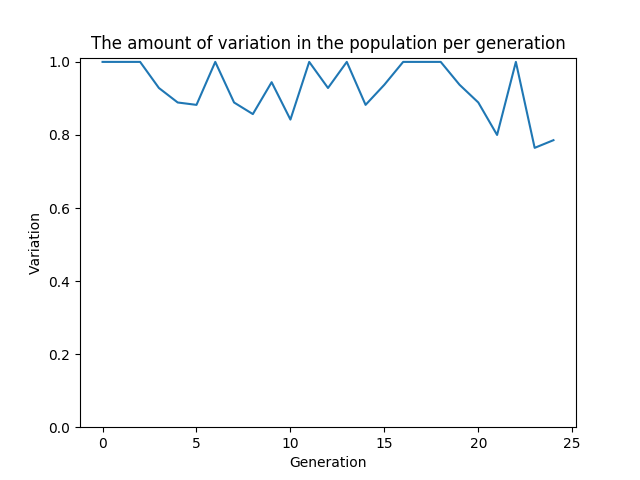 The amount of variation in the population per generation
1.0
0.8
0.6
0.4
0.2
0.0
Variation
0 5 10 15 20 25
Generation